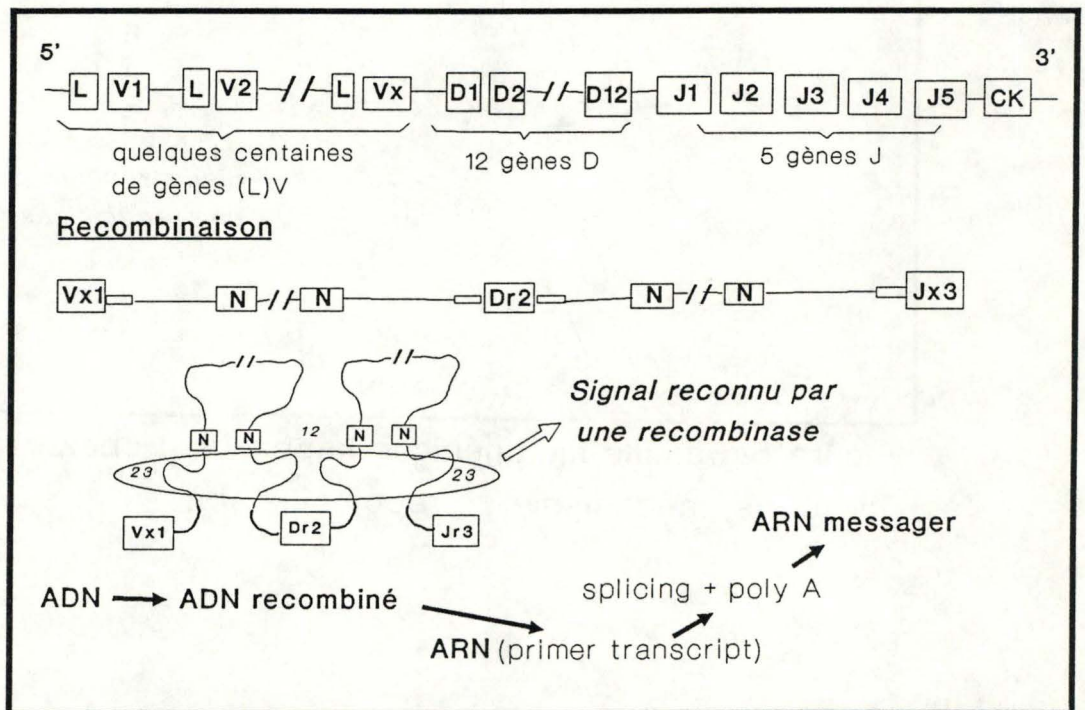 5' 3'
L V1 L V2 // L Vx D1 D2 // D12 J1 J2 J3 J4 J5 CK
quelques centaines
de gènes (L)V
12 gènes D
5 gènes J
Recombinaison
Vx1 N // N Dr2 N // N Jx3
// //
N N 12 N N
23 23
Vx1 Dr2 Jr3
Signal reconnu par
une recombinase
ARN messager
splicing + poly A
ADN ADN recombiné
ARN (primer transcript)